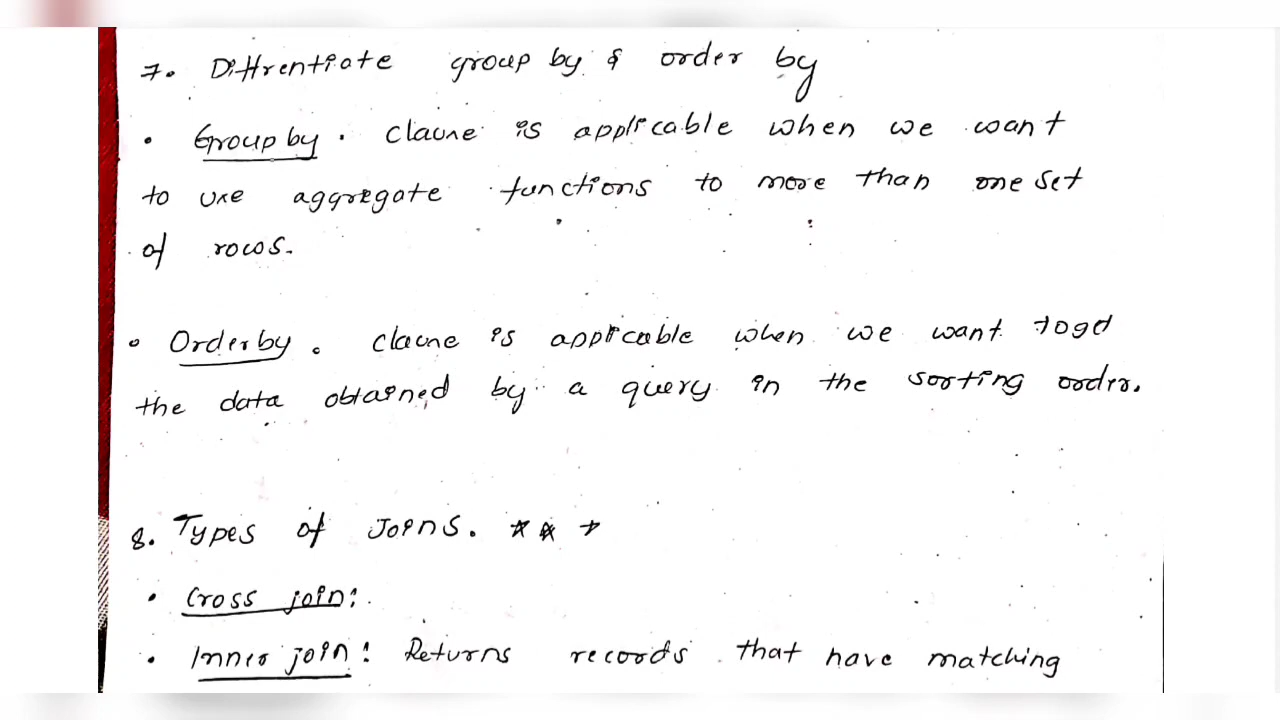 7. Diffrentiate group by & order by
• Group by. clause is applicable when we want
to use aggregate functions to more than one set
of rows.
• Order by. clause is applicable when we want to get
the data obtained by a query in the sorting order.
8. Types of Joins. ***
• Cross join:
• Inner join: Returns records that have matching